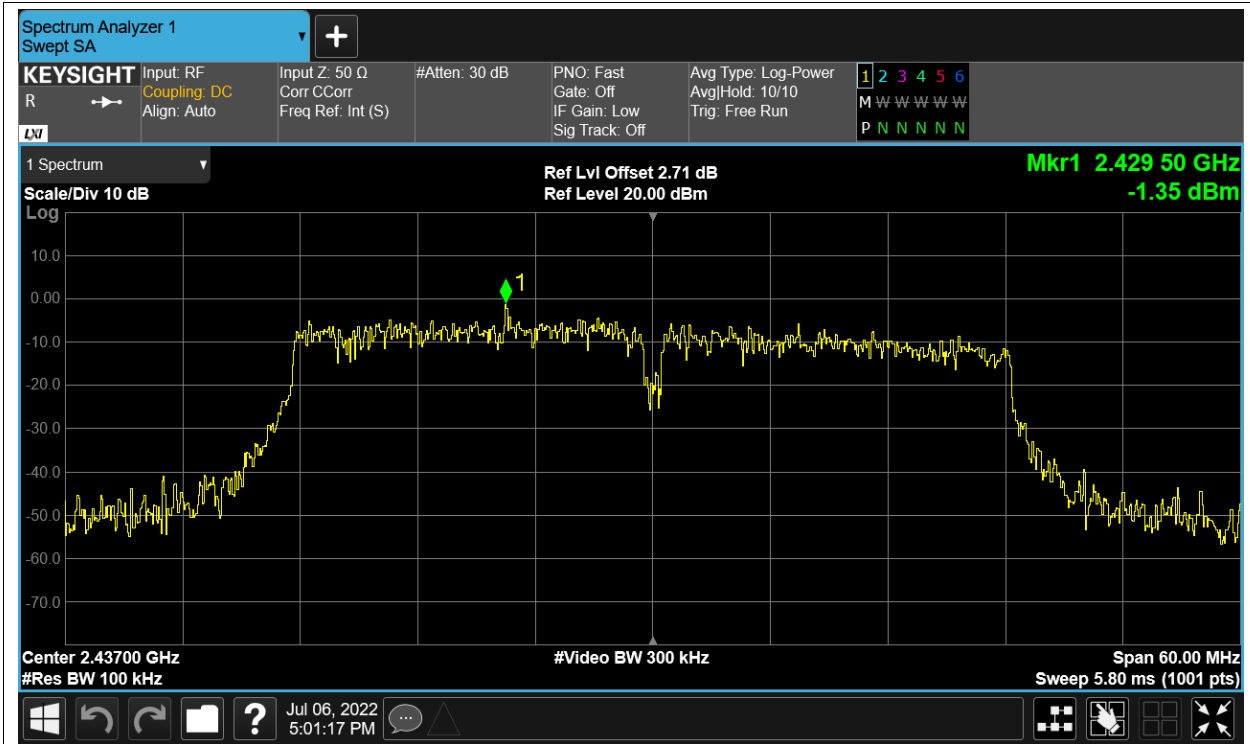 Spectrum Analyzer 1
Swept SA
+
KEYSIGHT
R
LXI
Input: RF
Coupling: DC
Align: Auto
Input Z: 50 Ω
Corr CCorr
Freq Ref: Int (S)
#Atten: 30 dB
PNO: Fast
Gate: Off
IF Gain: Low
Sig Track: Off
Avg Type: Log-Power
Avg|Hold: 10/10
Trig: Free Run
1 2 3 4 5 6
M W W W W W
P N N N N N
1 Spectrum
Scale/Div 10 dB
Log
Ref Lvl Offset 2.71 dB
Ref Level 20.00 dBm
Mkr1 2.429 50 GHz
-1.35 dBm
10.0
0.00
-10.0
-20.0
-30.0
-40.0
-50.0
-60.0
-70.0
1
Center 2.43700 GHz
#Res BW 100 kHz
#Video BW 300 kHz
Span 60.00 MHz
Sweep 5.80 ms (1001 pts)
?
Jul 06, 2022
5:01:17 PM